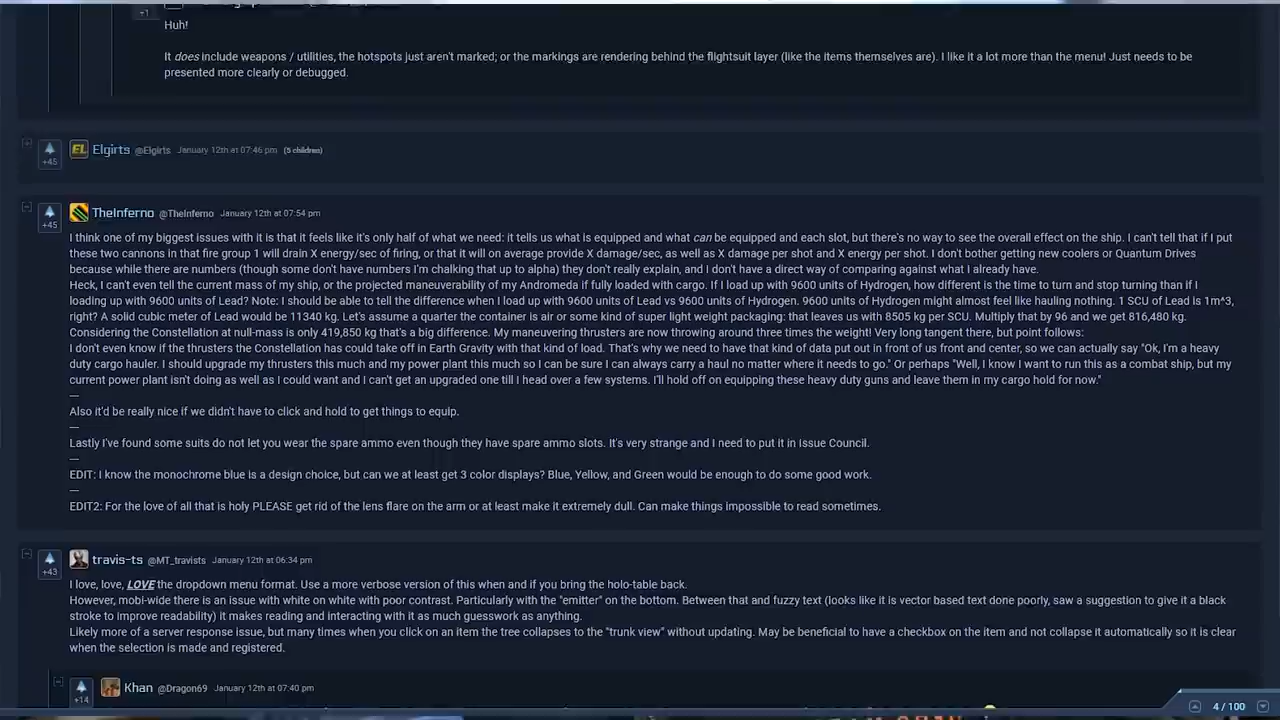 +1
Huh!
It does include weapons / utilities, the hotspots just aren't marked; or the markings are rendering behind the flightsuit layer (like the items themselves are). I like it a lot more than the menu! Just needs to be
presented more clearly or debugged.
+45
EL Elgirts @Elgirts January 12th at 07:46 pm (5 children)
TheInferno @TheInferno January 12th at 07:54 pm
+45
I think one of my biggest issues with it is that it feels like it's only half of what we need: it tells us what is equipped and what can be equipped and each slot, but there's no way to see the overall effect on the ship. I can't tell that if I put
these two cannons in that fire group 1 will drain X energy/sec of firing, or that it will on average provide X damage/sec, as well as X damage per shot and X energy per shot. I don't bother getting new coolers or Quantum Drives
because while there are numbers (though some don't have numbers I'm chalking that up to alpha) they don't really explain, and I don't have a direct way of comparing against what I already have.
Heck, I can't even tell the current mass of my ship, or the projected maneuverability of my Andromeda if fully loaded with cargo. If I load up with 9600 units of Hydrogen, how different is the time to turn and stop turning than if I
loading up with 9600 units of Lead? Note: I should be able to tell the difference when I load up with 9600 units of Lead vs 9600 units of Hydrogen. 9600 units of Hydrogen might almost feel like hauling nothing. 1 SCU of Lead is 1m^3,
right? A solid cubic meter of Lead would be 11340 kg. Let's assume a quarter the container is air or some kind of super light weight packaging: that leaves us with 8505 kg per SCU. Multiply that by 96 and we get 816,480 kg.
Considering the Constellation at null-mass is only 419,850 kg that's a big difference. My maneuvering thrusters are now throwing around three times the weight! Very long tangent there, but point follows:
I don't even know if the thrusters the Constellation has could take off in Earth Gravity with that kind of load. That's why we need to have that kind of data put out in front of us front and center, so we can actually say "Ok, I'm a heavy
duty cargo hauler. I should upgrade my thrusters this much and my power plant this much so I can be sure I can always carry a haul no matter where it needs to go." Or perhaps "Well, I know I want to run this as a combat ship, but my
current power plant isn't doing as well as I could want and I can't get an upgraded one till I head over a few systems. I'll hold off on equipping these heavy duty guns and leave them in my cargo hold for now."
—
Also it'd be really nice if we didn't have to click and hold to get things to equip.
—
Lastly I've found some suits do not let you wear the spare ammo even though they have spare ammo slots. It's very strange and I need to put it in Issue Council.
—
EDIT: I know the monochrome blue is a design choice, but can we at least get 3 color displays? Blue, Yellow, and Green would be enough to do some good work.
—
EDIT2: For the love of all that is holy PLEASE get rid of the lens flare on the arm or at least make it extremely dull. Can make things impossible to read sometimes.
travis-ts @MT_travists January 12th at 06:34 pm
+43
I love, love, LOVE the dropdown menu format. Use a more verbose version of this when and if you bring the holo-table back.
However, mobi-wide there is an issue with white on white with poor contrast. Particularly with the "emitter" on the bottom. Between that and fuzzy text (looks like it is vector based text done poorly, saw a suggestion to give it a black
stroke to improve readability) it makes reading and interacting with it as much guesswork as anything.
Likely more of a server response issue, but many times when you click on an item the tree collapses to the "trunk view" without updating. May be beneficial to have a checkbox on the item and not collapse it automatically so it is clear
when the selection is made and registered.
Khan @Dragon69 January 12th at 07:40 pm
+14
4 / 100